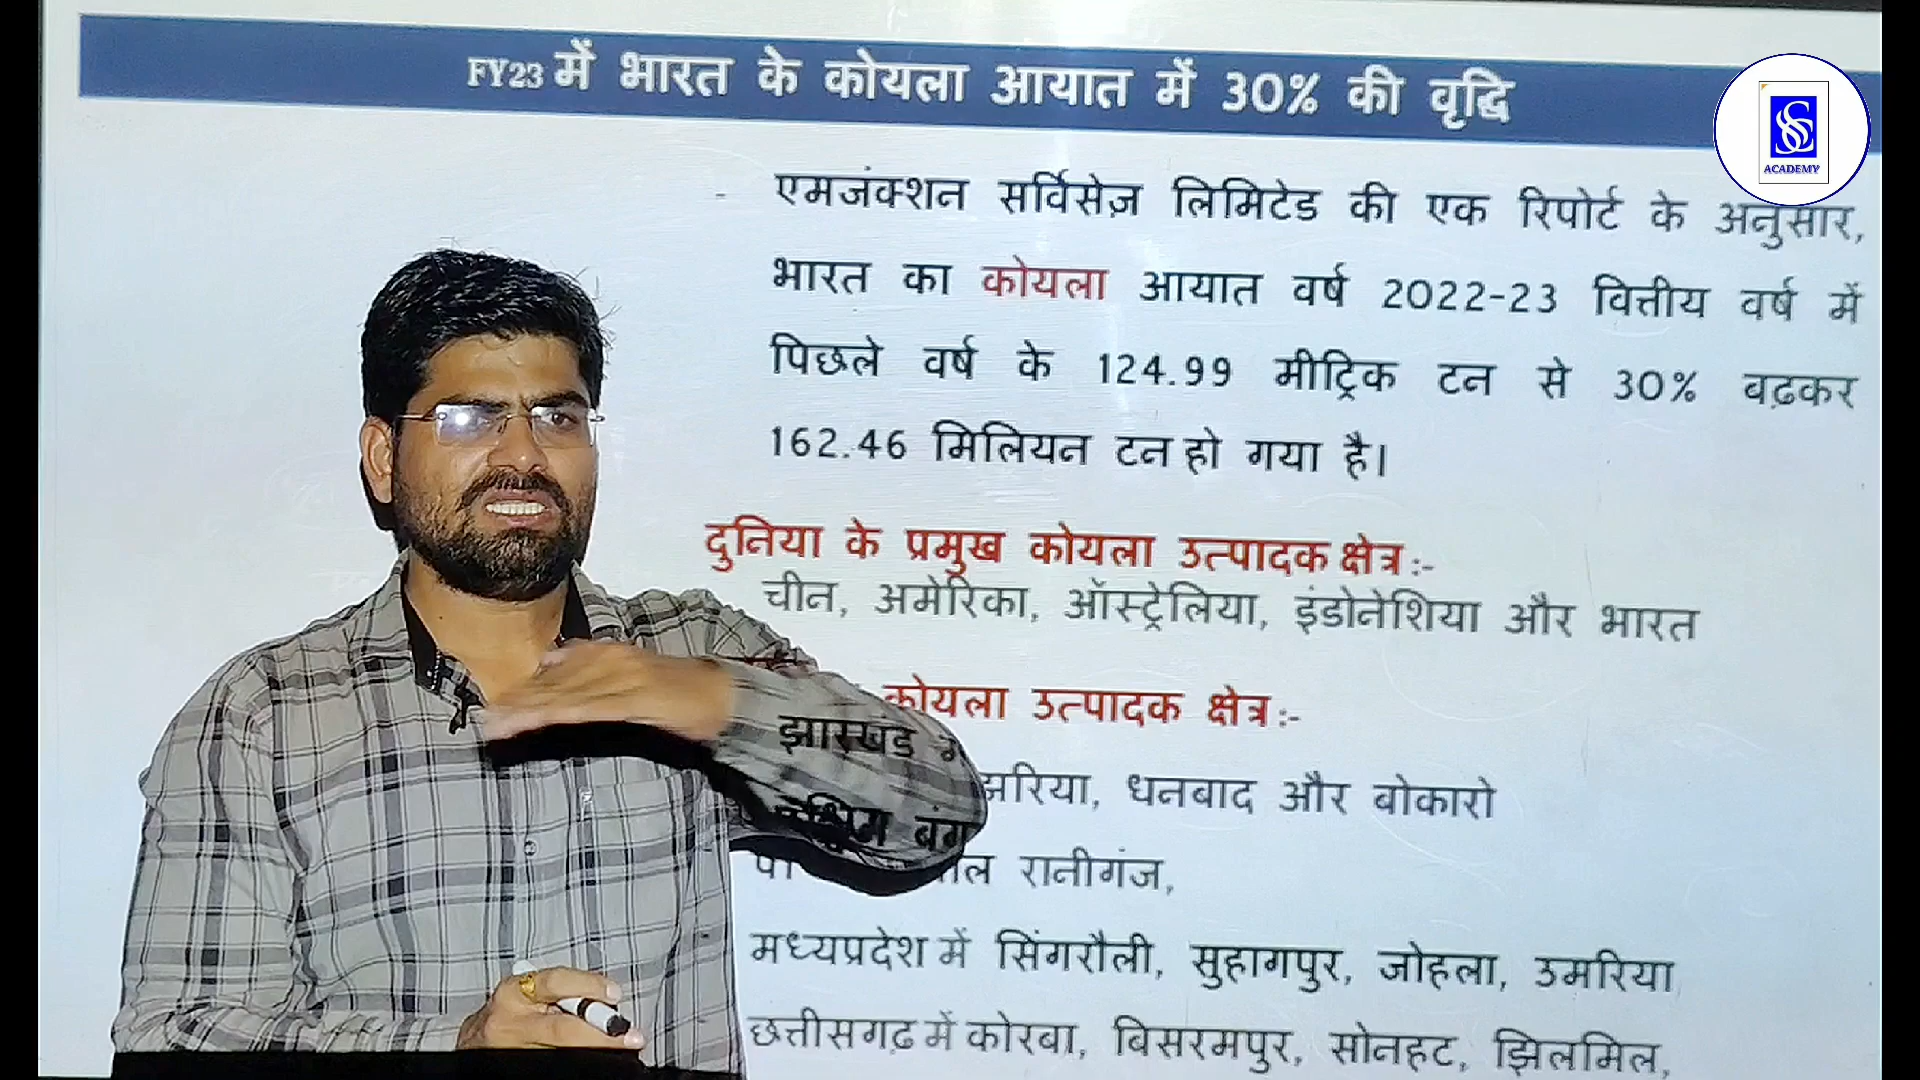 FY23 में भारत के कोयला आयात में 30% की वृद्धि
SSC
ACADEMY
एमजंक्शन सर्विसेज़ लिमिटेड की एक रिपोर्ट के अनुसार,
भारत का कोयला आयात वर्ष 2022-23 वित्तीय वर्ष में
पिछले वर्ष के 124.99 मीट्रिक टन से 30% बढ़कर
162.46 मिलियन टन हो गया है।
दुनिया के प्रमुख कोयला उत्पादक क्षेत्र :-
चीन, अमेरिका, ऑस्ट्रेलिया, इंडोनेशिया और भारत
कोयला उत्पादक क्षेत्र :-
झारखंड
झरिया, धनबाद और बोकारो
रानीगंज,
मध्यप्रदेश में सिंगरौली, सुहागपुर, जोहला, उमरिया
छत्तीसगढ़ में कोरबा, बिसरमपुर, सोनहट, झिलमिल,